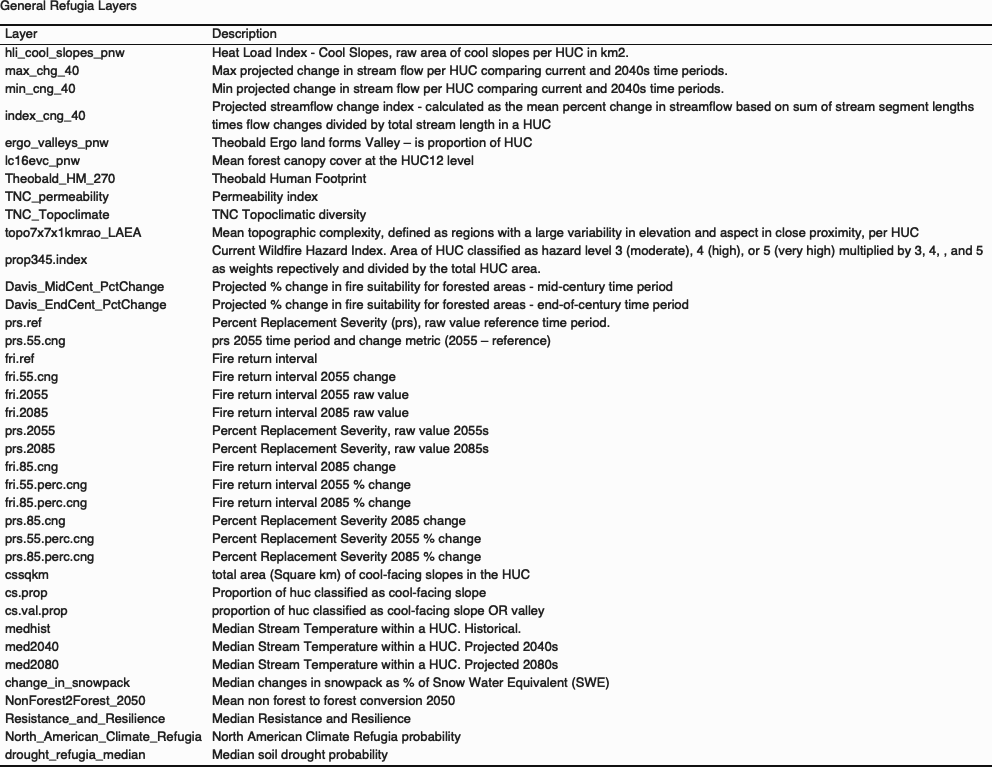 General Refugia Layers
Layer Description
hli_cool_slopes_pnw Heat Load Index - Cool Slopes, raw area of cool slopes per HUC in km2.
max_chg_40 Max projected change in stream flow per HUC comparing current and 2040s time periods.
min_cng_40 Min projected change in stream flow per HUC comparing current and 2040s time periods.
index_cng_40 Projected streamflow change index - calculated as the mean percent change in streamflow based on sum of stream segment lengths
times flow changes divided by total stream length in a HUC
ergo_valleys_pnw Theobald Ergo land forms Valley – is proportion of HUC
lc16evc_pnw Mean forest canopy cover at the HUC12 level
Theobald_HM_270 Theobald Human Footprint
TNC_permeability Permeability index
TNC_Topoclimate TNC Topoclimatic diversity
topo7x7x1kmrao_LAEA Mean topographic complexity, defined as regions with a large variability in elevation and aspect in close proximity, per HUC
prop345.index Current Wildfire Hazard Index. Area of HUC classified as hazard level 3 (moderate), 4 (high), or 5 (very high) multiplied by 3, 4, , and 5
as weights repectively and divided by the total HUC area.
Davis_MidCent_PctChange Projected % change in fire suitability for forested areas - mid-century time period
Davis_EndCent_PctChange Projected % change in fire suitability for forested areas - end-of-century time period
prs.ref Percent Replacement Severity (prs), raw value reference time period.
prs.55.cng prs 2055 time period and change metric (2055 – reference)
fri.ref Fire return interval
fri.55.cng Fire return interval 2055 change
fri.2055 Fire return interval 2055 raw value
fri.2085 Fire return interval 2085 raw value
prs.2055 Percent Replacement Severity, raw value 2055s
prs.2085 Percent Replacement Severity, raw value 2085s
fri.85.cng Fire return interval 2085 change
fri.55.perc.cng Fire return interval 2055 % change
fri.85.perc.cng Fire return interval 2085 % change
prs.85.cng Percent Replacement Severity 2085 change
prs.55.perc.cng Percent Replacement Severity 2055 % change
prs.85.perc.cng Percent Replacement Severity 2085 % change
cssqkm total area (Square km) of cool-facing slopes in the HUC
cs.prop Proportion of huc classified as cool-facing slope
cs.val.prop proportion of huc classified as cool-facing slope OR valley
medhist Median Stream Temperature within a HUC. Historical.
med2040 Median Stream Temperature within a HUC. Projected 2040s
med2080 Median Stream Temperature within a HUC. Projected 2080s
change_in_snowpack Median changes in snowpack as % of Snow Water Equivalent (SWE)
NonForest2Forest_2050 Mean non forest to forest conversion 2050
Resistance_and_Resilience Median Resistance and Resilience
North_American_Climate_Refugia North American Climate Refugia probability
drought_refugia_median Median soil drought probability